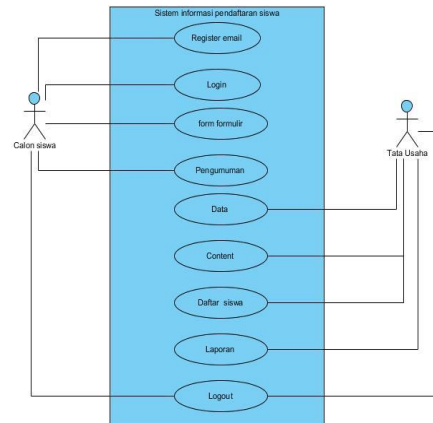 Sistem informasi pendaftaran siswa
Register email
Login
form formulir
Calon siswa
Tata Usaha
Pengumuman
Data
Content
Daftar siswa
Laporan
Logout